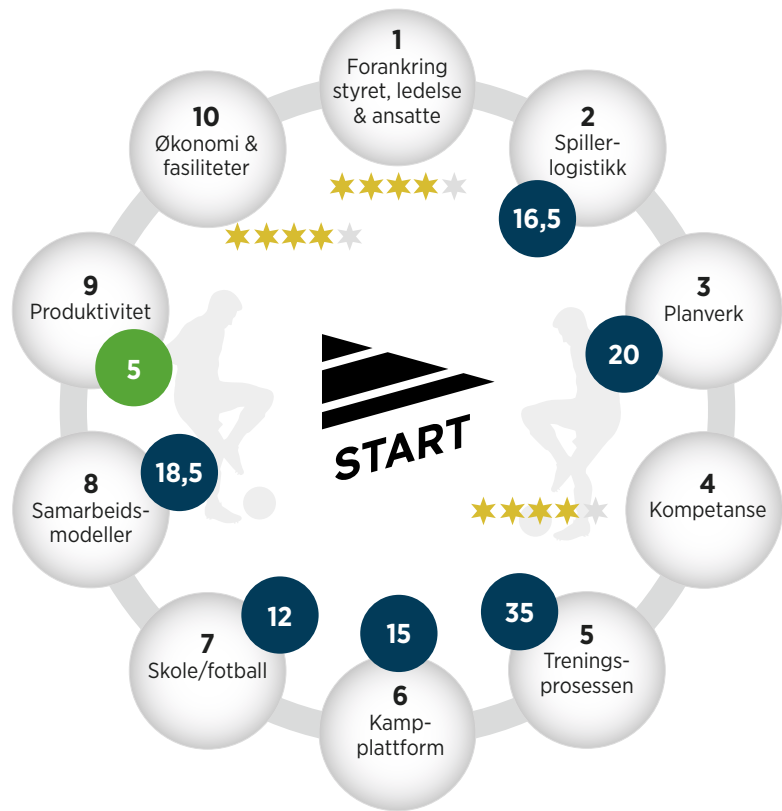 1
Forankring
styret, ledelse
& ansatte
2
Spiller-
logistikk
16,5
3
Planverk
20
4
Kompetanse
5
Trenings-
prosessen
35
6
Kamp-
plattform
15
7
Skole/fotball
12
8
Samarbeids-
modeller
18,5
9
Produktivitet
5
10
Økonomi &
fasiliteter
START